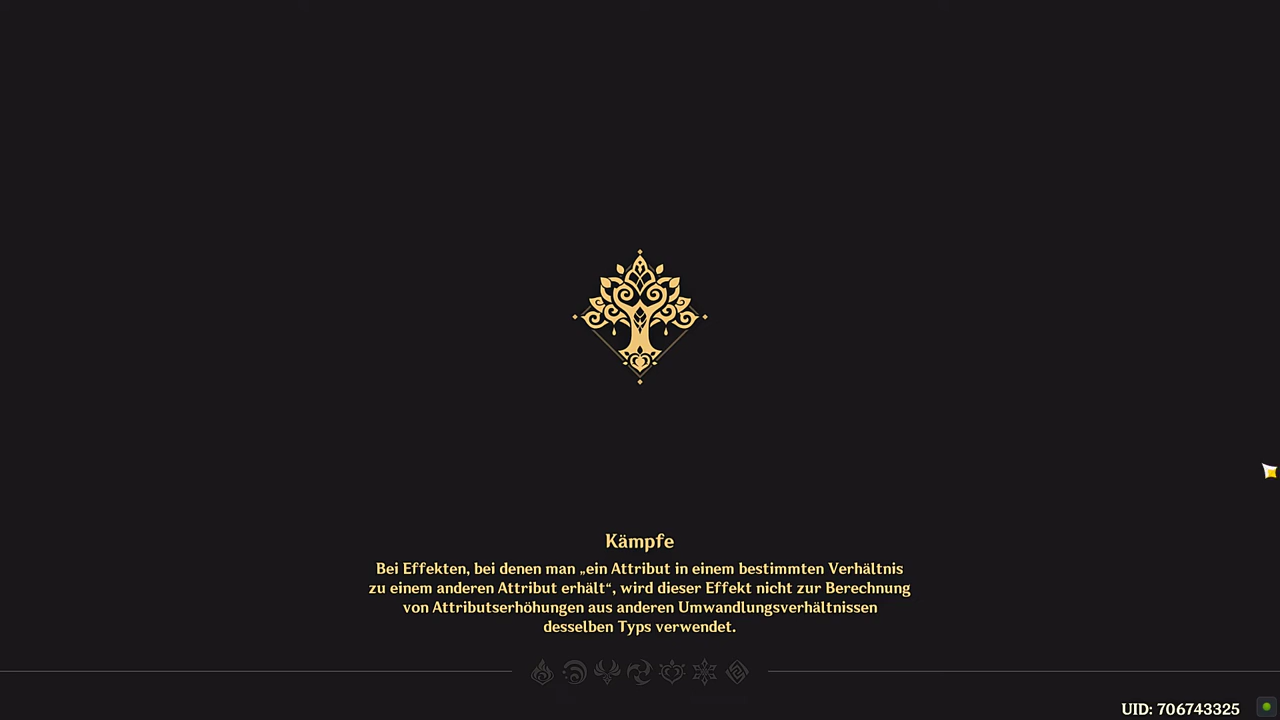 Kämpfe
Bei Effekten, bei denen man „ein Attribut in einem bestimmten Verhältnis
zu einem anderen Attribut erhält“, wird dieser Effekt nicht zur Berechnung
von Attributserhöhungen aus anderen Umwandlungsverhältnissen
desselben Typs verwendet.
UID: 706743325